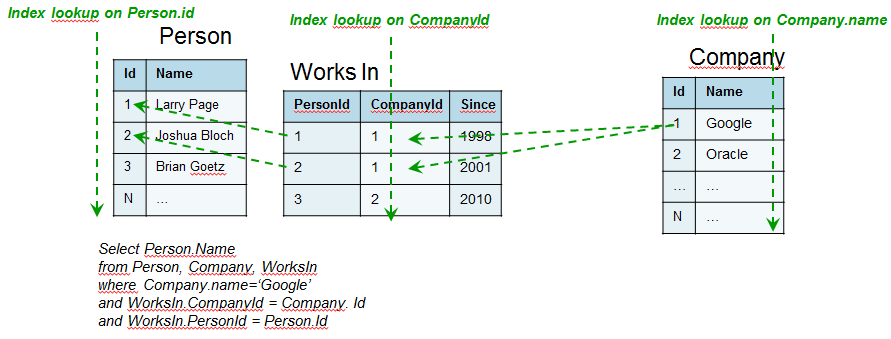 Index lookup on Person.id
Index lookup on CompanyId
Index lookup on Company.name
Person
Id Name
1 Larry Page
2 Joshua Bloch
3 Brian Goetz
N ...
Works In
PersonId CompanyId Since
1 1 1998
2 1 2001
3 2 2010
Company
Id Name
1 Google
2 Oracle
... ...
N ...
Select Person.Name
from Person, Company, WorksIn
where Company.name=‘Google’
and WorksIn.CompanyId = Company. Id
and WorksIn.PersonId = Person.Id